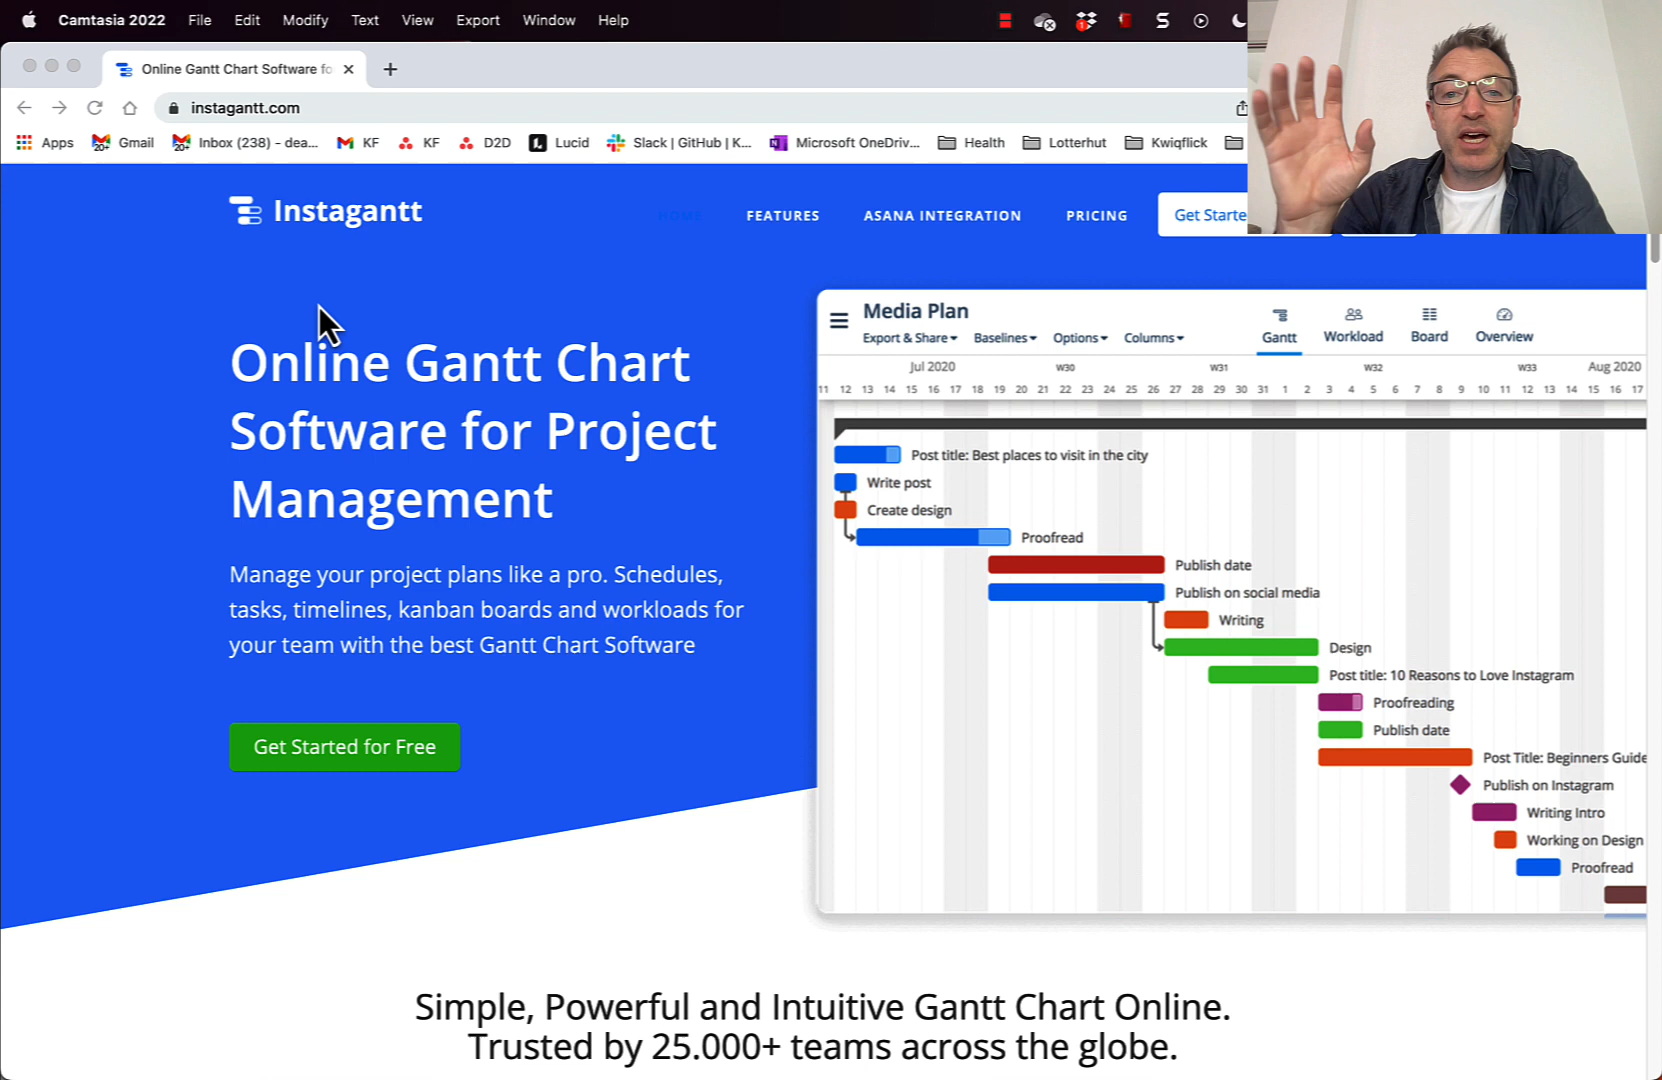 Camtasia 2022 File Edit Modify Text View Export Window Help
Online Gantt Chart Software fo
instagantt.com
Apps Gmail Inbox (238) - dea... KF KF D2D Lucid Slack | GitHub | K... Microsoft OneDriv... Health Lotterhut Kwiqflick
Instagantt
HOME FEATURES ASANA INTEGRATION PRICING Get Starte
Online Gantt Chart
Software for Project
Management
Manage your project plans like a pro. Schedules,
tasks, timelines, kanban boards and workloads for
your team with the best Gantt Chart Software
Get Started for Free
Media Plan
Export & Share Baselines Options Columns
Gantt Workload Board Overview
Jul 2020 W30 W31 W32 W33 Aug 2020
11 12 13 14 15 16 17 18 19 20 21 22 23 24 25 26 27 28 29 30 31 1 2 3 4 5 6 7 8 9 10 11 12 13 14 15 16 17
Post title: Best places to visit in the city
Write post
Create design
Proofread
Publish date
Publish on social media
Writing
Design
Post title: 10 Reasons to Love Instagram
Proofreading
Publish date
Post Title: Beginners Guide
Publish on Instagram
Writing Intro
Working on Design
Proofread
Simple, Powerful and Intuitive Gantt Chart Online.
Trusted by 25.000+ teams across the globe.